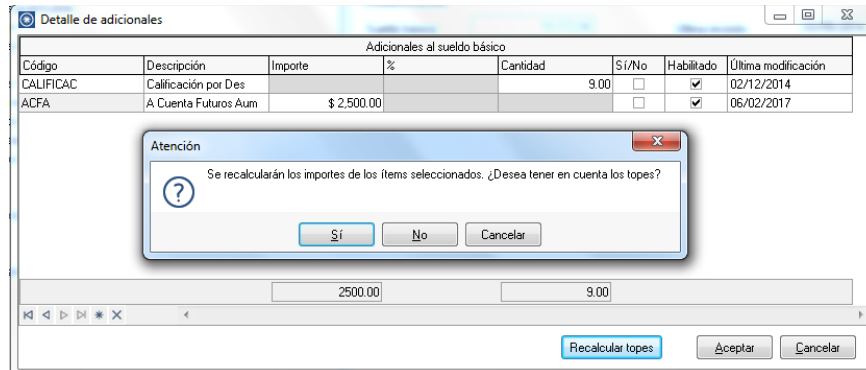 Detalle de adicionales
Adicionales al sueldo básico
Código Descripción Importe % Cantidad Sí/No Habilitado Última modificación
CALIFICAC Calificación por Des 9.00 02/12/2014
ACFA A Cuenta Futuros Aum $ 2,500.00 06/02/2017
Atención
Se recalcularán los importes de los ítems seleccionados. ¿Desea tener en cuenta los topes?
Sí No Cancelar
2500.00 9.00
Recalcular topes Aceptar Cancelar